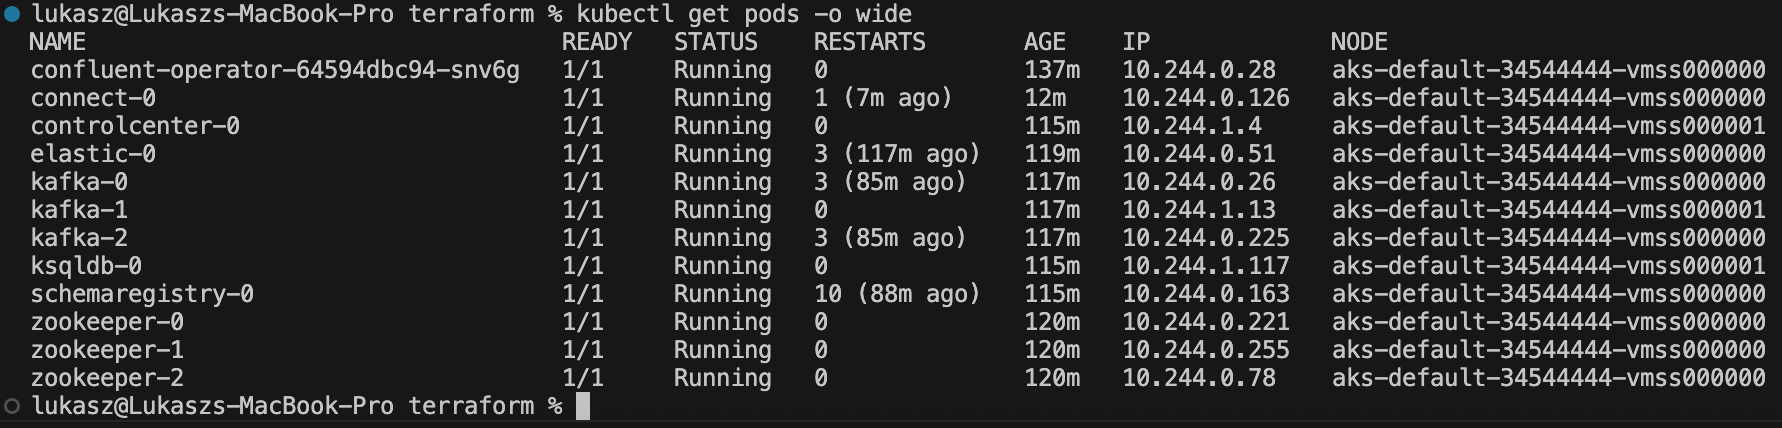 lukasz@Lukaszs-MacBook-Pro terraform % kubectl get pods -o wide
NAME READY STATUS RESTARTS AGE IP NODE
confluent-operator-64594dbc94-snv6g 1/1 Running 0 137m 10.244.0.28 aks-default-34544444-vmss000000
connect-0 1/1 Running 1 (7m ago) 12m 10.244.0.126 aks-default-34544444-vmss000000
controlcenter-0 1/1 Running 0 115m 10.244.1.4 aks-default-34544444-vmss000001
elastic-0 1/1 Running 3 (117m ago) 119m 10.244.0.51 aks-default-34544444-vmss000000
kafka-0 1/1 Running 3 (85m ago) 117m 10.244.0.26 aks-default-34544444-vmss000000
kafka-1 1/1 Running 0 117m 10.244.1.13 aks-default-34544444-vmss000001
kafka-2 1/1 Running 3 (85m ago) 117m 10.244.0.225 aks-default-34544444-vmss000000
ksqldb-0 1/1 Running 0 115m 10.244.1.117 aks-default-34544444-vmss000001
schemaregistry-0 1/1 Running 10 (88m ago) 115m 10.244.0.163 aks-default-34544444-vmss000000
zookeeper-0 1/1 Running 0 120m 10.244.0.221 aks-default-34544444-vmss000000
zookeeper-1 1/1 Running 0 120m 10.244.0.255 aks-default-34544444-vmss000000
zookeeper-2 1/1 Running 0 120m 10.244.0.78 aks-default-34544444-vmss000000
lukasz@Lukaszs-MacBook-Pro terraform %